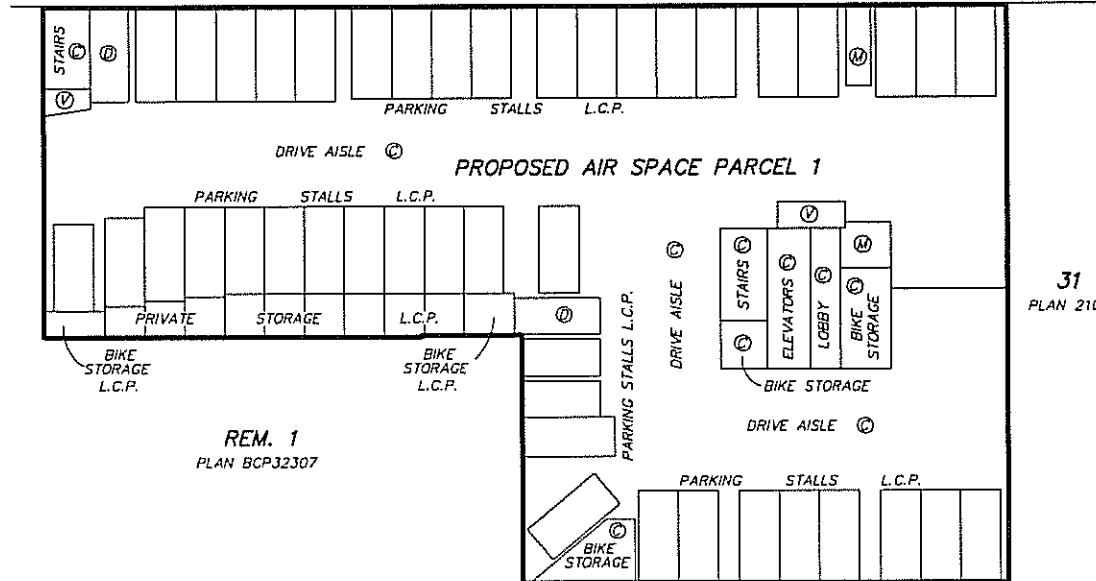 STAIRS Ⓒ
Ⓓ
Ⓥ
Ⓜ
PARKING STALLS L.C.P.
DRIVE AISLE Ⓒ
PROPOSED AIR SPACE PARCEL 1
PARKING STALLS L.C.P.
Ⓥ
STAIRS Ⓒ
ELEVATORS Ⓒ
LOBBY Ⓒ
Ⓜ
Ⓒ BIKE
STORAGE
Ⓒ
BIKE STORAGE
DRIVE AISLE Ⓒ
31
PLAN 210
PRIVATE STORAGE L.C.P.
Ⓓ
BIKE
STORAGE
L.C.P.
BIKE
STORAGE
L.C.P.
PARKING STALLS L.C.P.
DRIVE AISLE Ⓒ
REM. 1
PLAN BCP32307
PARKING STALLS L.C.P.
Ⓒ
BIKE
STORAGE